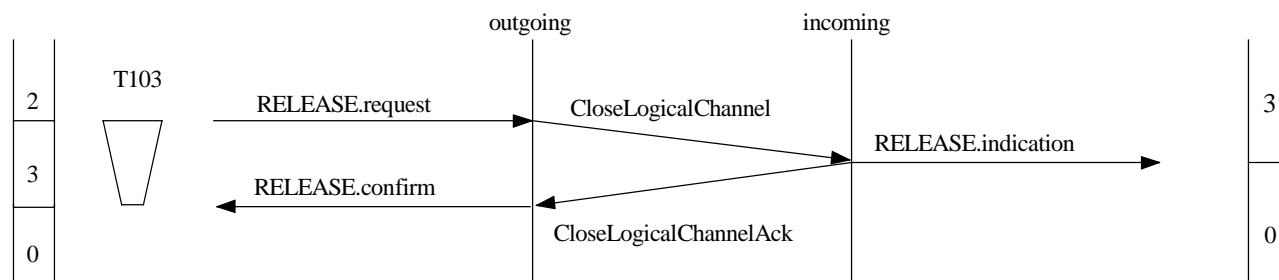 outgoing
incoming
T103
2
RELEASE.request
CloseLogicalChannel
3
RELEASE.indication
3
RELEASE.confirm
CloseLogicalChannelAck
0
0